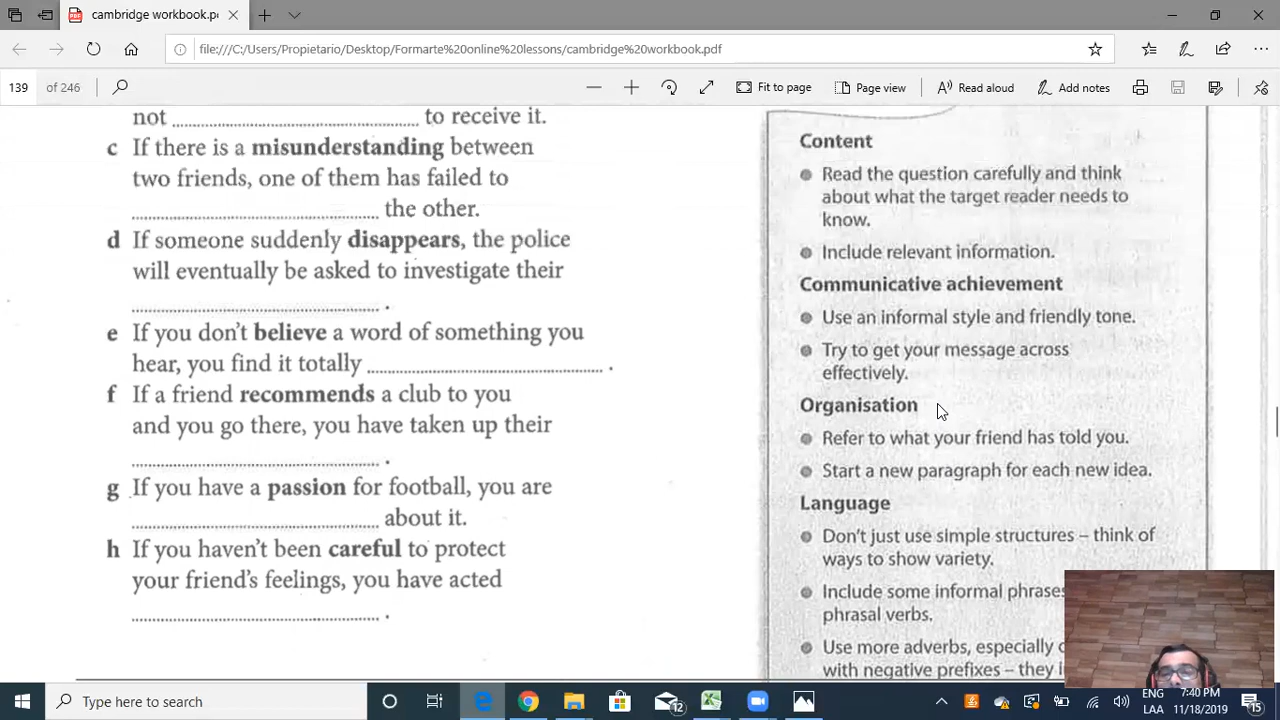 cambridge workbook.pd
file:///C:/Users/Propietario/Desktop/Formarte%20online%20lessons/cambridge%20workbook.pdf
139 of 246
Fit to page
Page view
Read aloud
Add notes
not .......................................... to receive it.
c If there is a misunderstanding between
two friends, one of them has failed to
.......................................... the other.
d If someone suddenly disappears, the police
will eventually be asked to investigate their
.......................................... .
e If you don't believe a word of something you
hear, you find it totally .......................................... .
f If a friend recommends a club to you
and you go there, you have taken up their
.......................................... .
g If you have a passion for football, you are
.......................................... about it.
h If you haven't been careful to protect
your friend's feelings, you have acted
.......................................... .
Content
Read the question carefully and think
about what the target reader needs to
know.
Include relevant information.
Communicative achievement
Use an informal style and friendly tone.
Try to get your message across
effectively.
Organisation
Refer to what your friend has told you.
Start a new paragraph for each new idea.
Language
Don't just use simple structures – think of
ways to show variety.
Include some informal phrases
phrasal verbs.
Use more adverbs, especially
with negative prefixes – they
Type here to search
12
ENG
LAA
7:40 PM
11/18/2019
15